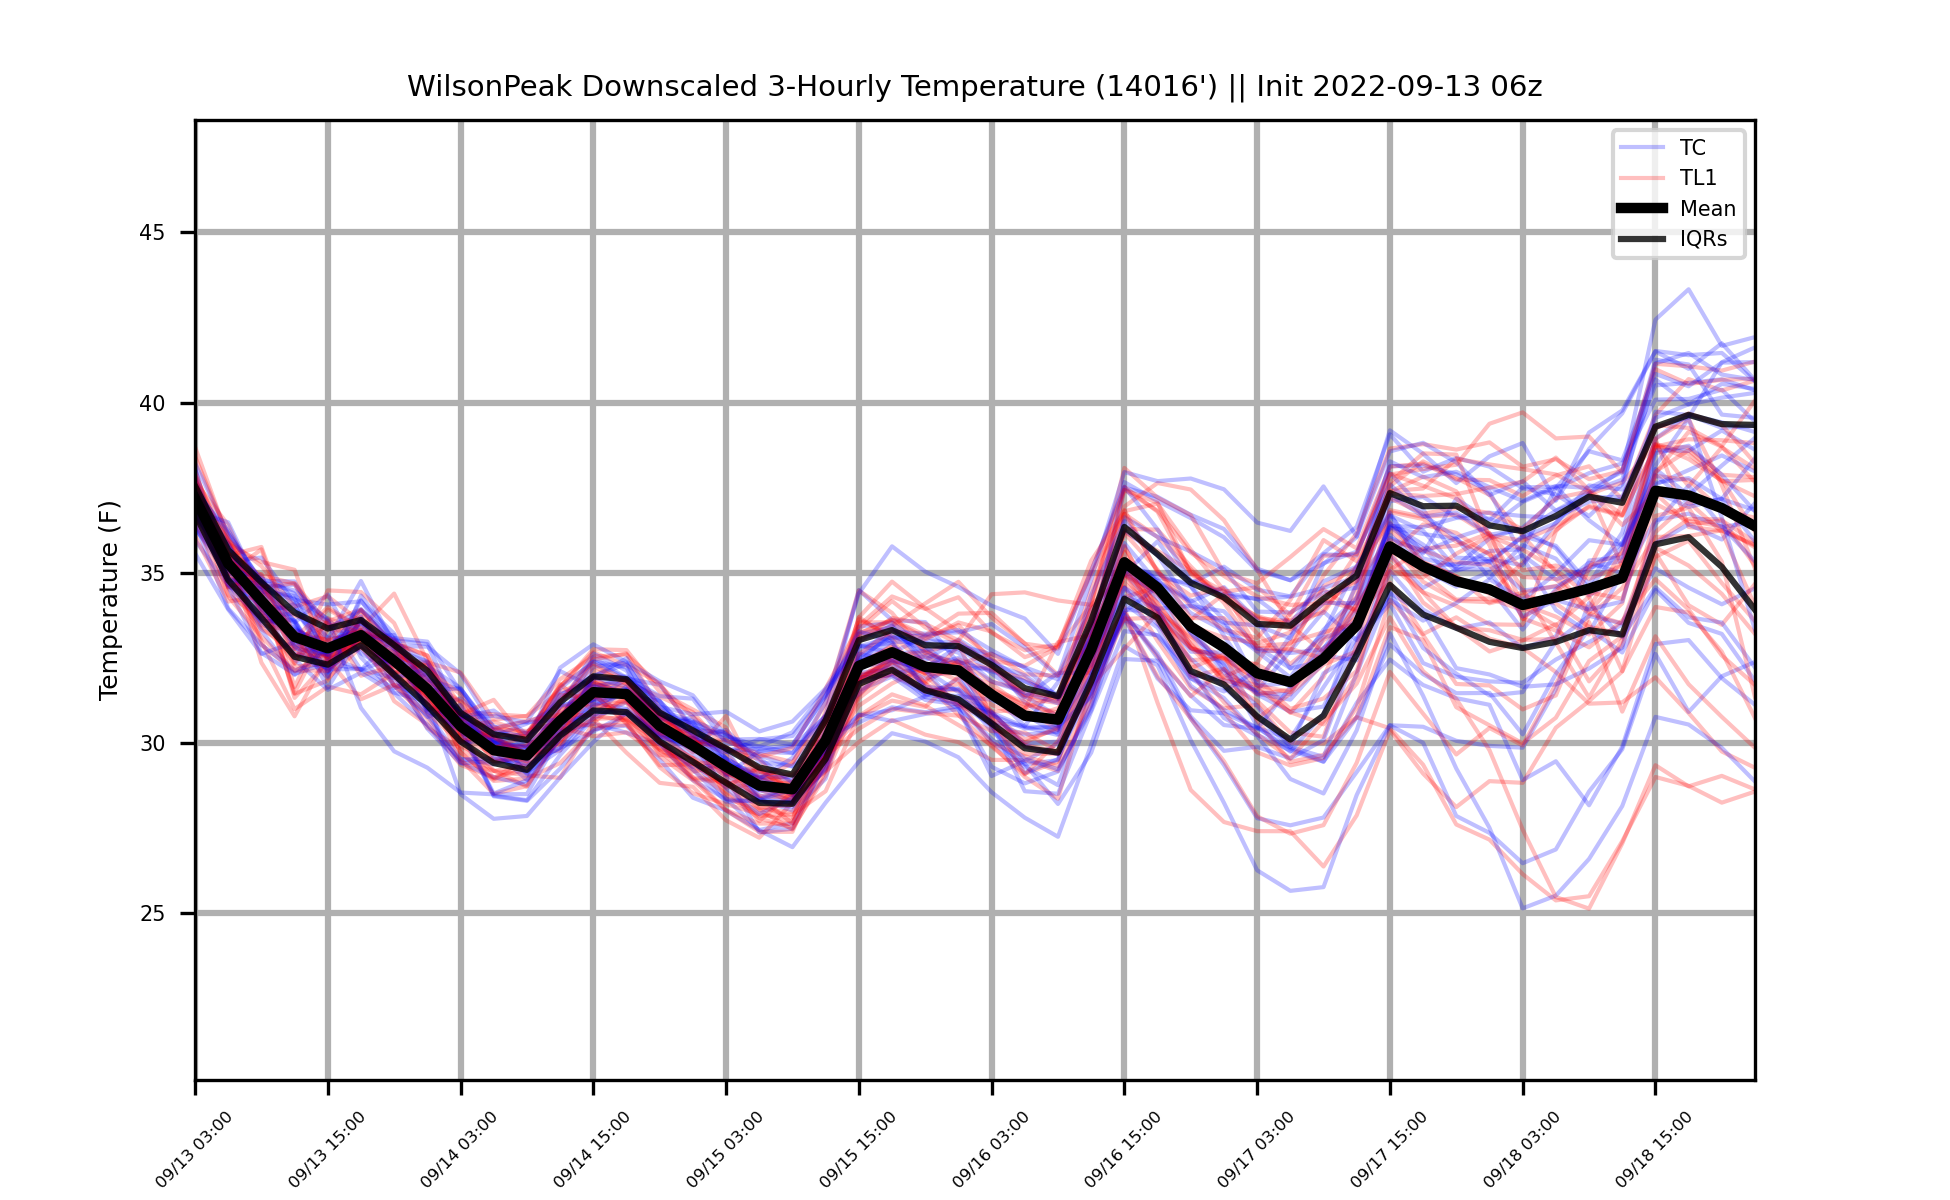 WilsonPeak Downscaled 3-Hourly Temperature (14016') || Init 2022-09-13 06z
TC
TL1
Mean
IQRs
Temperature (F)
45
40
35
30
25
09/13 03:00
09/13 15:00
09/14 03:00
09/14 15:00
09/15 03:00
09/15 15:00
09/16 03:00
09/16 15:00
09/17 03:00
09/17 15:00
09/18 03:00
09/18 15:00